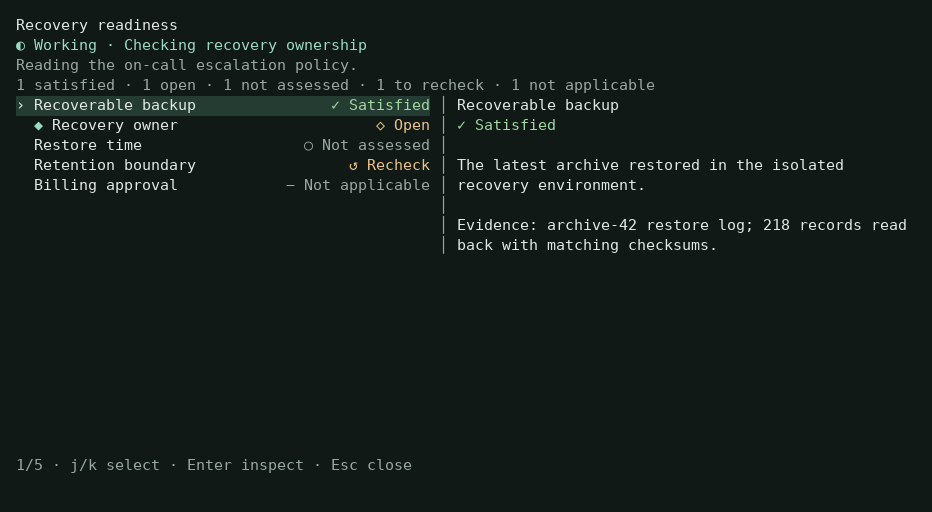 Recovery readiness
◐ Working · Checking recovery ownership
Reading the on-call escalation policy.
1 satisfied · 1 open · 1 not assessed · 1 to recheck · 1 not applicable
› Recoverable backup ✓ Satisfied │ Recoverable backup
◆ Recovery owner ◇ Open │ ✓ Satisfied
Restore time ○ Not assessed │
Retention boundary ↺ Recheck │ The latest archive restored in the isolated
Billing approval − Not applicable │ recovery environment.
│
│ Evidence: archive-42 restore log; 218 records read
│ back with matching checksums.
1/5 · j/k select · Enter inspect · Esc close